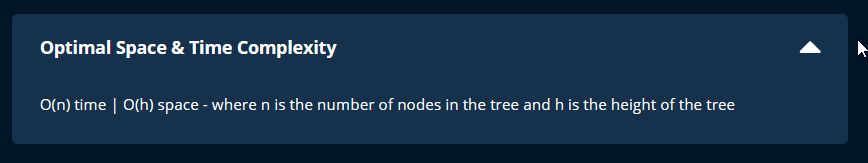 Optimal Space & Time Complexity
O(n) time | O(h) space - where n is the number of nodes in the tree and h is the height of the tree